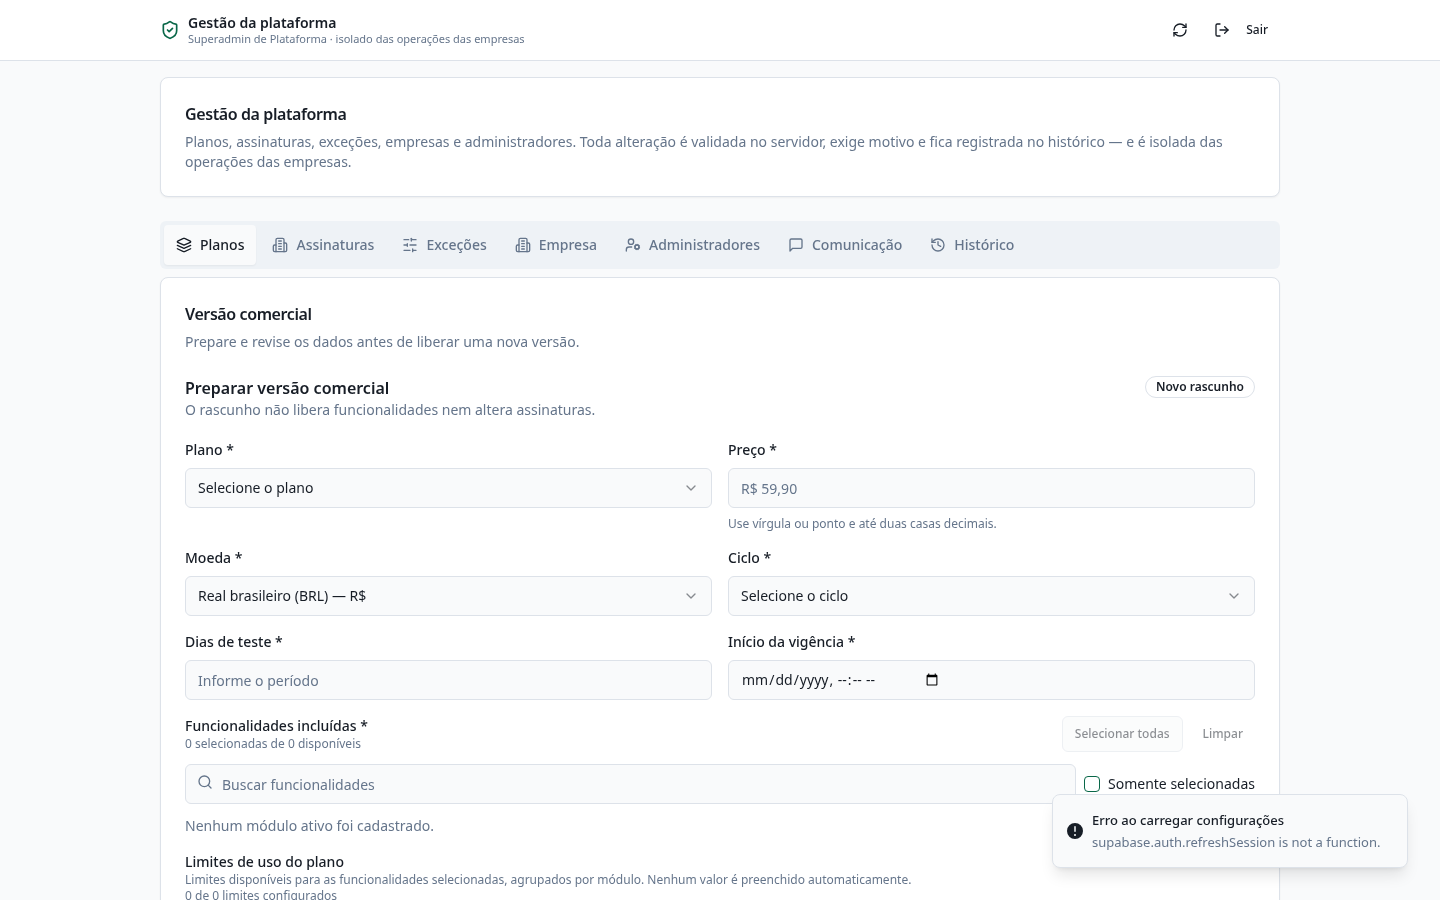 Gestão da plataforma
Superadmin de Plataforma · isolado das operações das empresas
Sair
Gestão da plataforma
Planos, assinaturas, exceções, empresas e administradores. Toda alteração é validada no servidor, exige motivo e fica registrada no histórico — e é isolada das
operações das empresas.
Planos
Assinaturas
Exceções
Empresa
Administradores
Comunicação
Histórico
Versão comercial
Prepare e revise os dados antes de liberar uma nova versão.
Preparar versão comercial
Novo rascunho
O rascunho não libera funcionalidades nem altera assinaturas.
Plano *
Preço *
Selecione o plano
R$ 59,90
Use vírgula ou ponto e até duas casas decimais.
Moeda *
Ciclo *
Real brasileiro (BRL) — R$
Selecione o ciclo
Dias de teste *
Início da vigência *
Informe o período
mm/dd/yyyy, --:-- --
Funcionalidades incluídas *
0 selecionadas de 0 disponíveis
Selecionar todas
Limpar
Buscar funcionalidades
Somente selecionadas
Nenhum módulo ativo foi cadastrado.
Erro ao carregar configurações
supabase.auth.refreshSession is not a function.
Limites de uso do plano
Limites disponíveis para as funcionalidades selecionadas, agrupados por módulo. Nenhum valor é preenchido automaticamente.
0 de 0 limites configurados